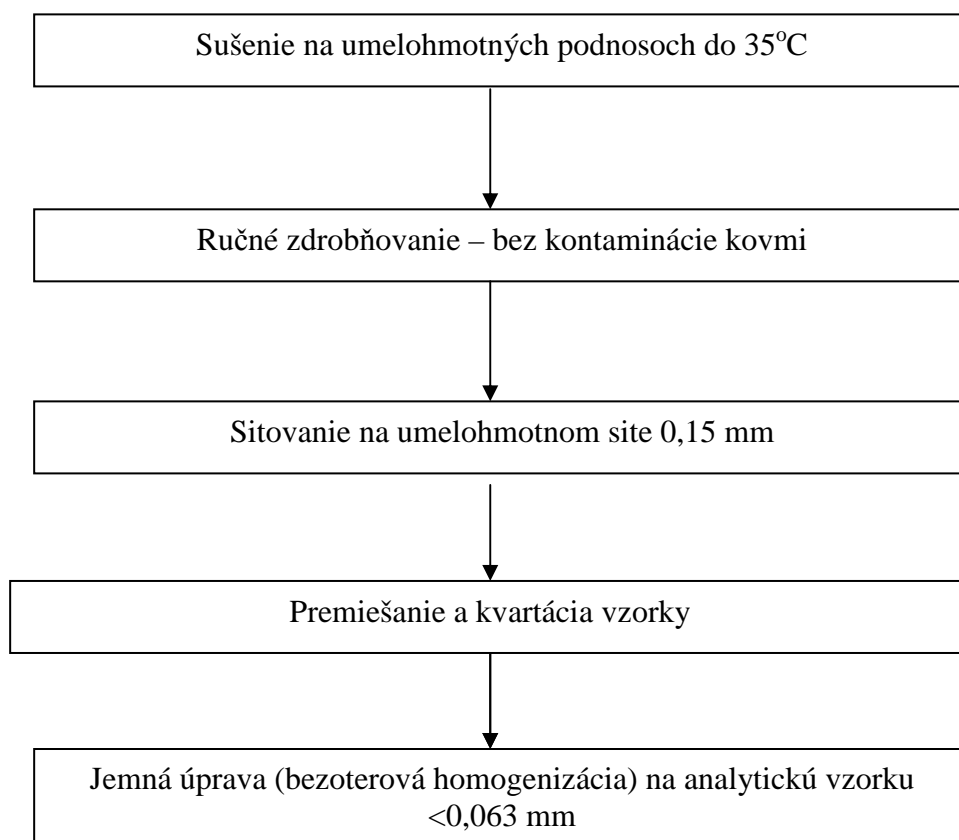 Sušenie na umelohmotných podnosoch do 35°C
Ručné zdrobňovanie – bez kontaminácie kovmi
Sitovanie na umelohmotnom site 0,15 mm
Premiešanie a kvartácia vzorky
Jemná úprava (bezoterová homogenizácia) na analytickú vzorku
<0,063 mm